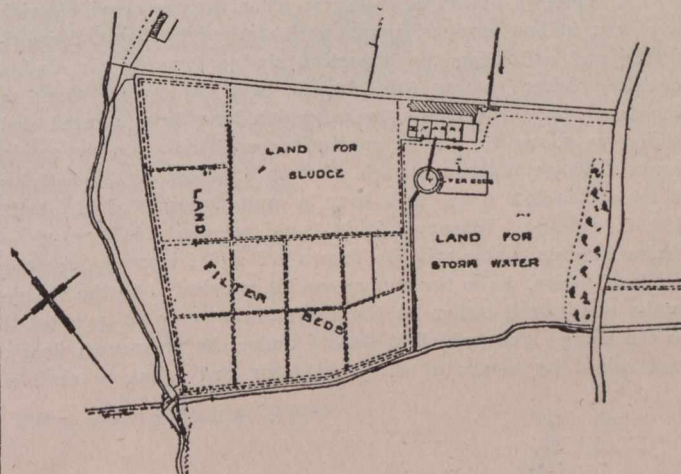 LAND FOR
SLUDGE
LAND
FILTER
BEDS
LAND FOR
STORM WATER